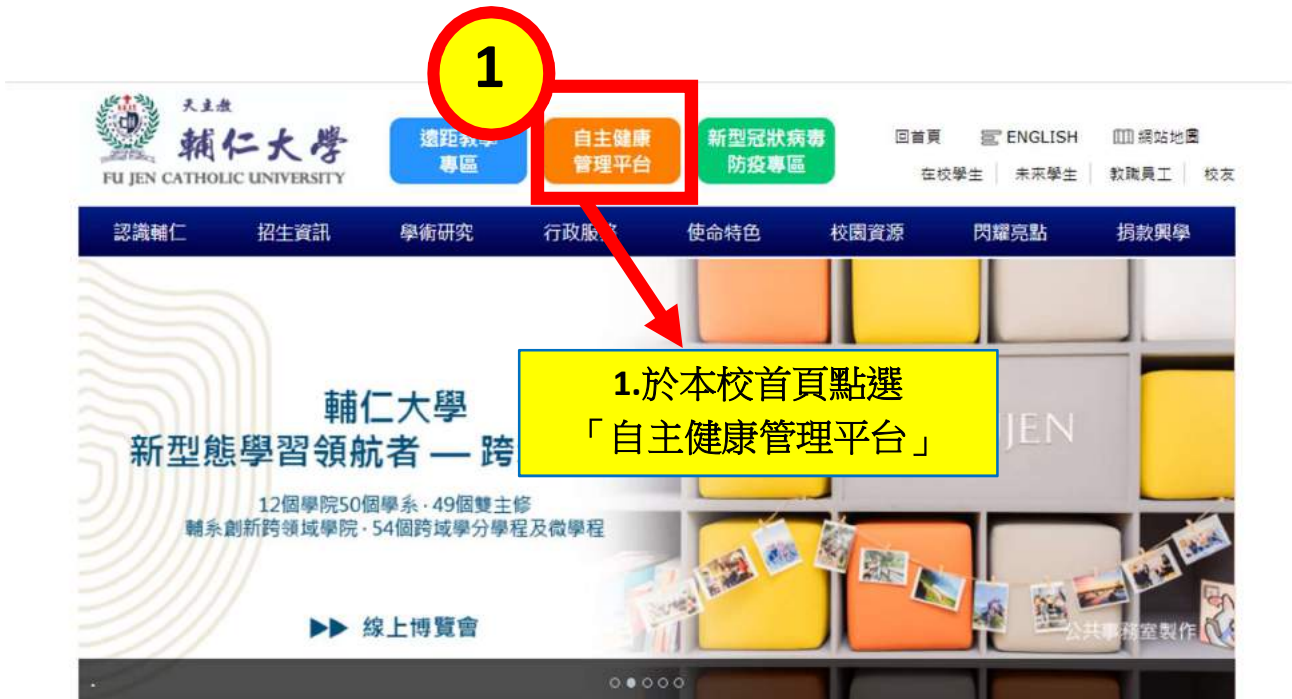 1
天主教
輔仁大學
FU JEN CATHOLIC UNIVERSITY
遠距教學
專區
自主健康
管理平台
新型冠狀病毒
防疫專區
回首頁 ENGLISH 網站地圖
在校學生 未來學生 教職員工 校友
認識輔仁 招生資訊 學術研究 行政服務 使命特色 校園資源 閃耀亮點 捐款興學
1.於本校首頁點選
「自主健康管理平台」
輔仁大學
新型態學習領航者 — 跨
JEN
12個學院50個學系‧49個雙主修
輔系創新跨領域學院‧54個跨域學分學程及微學程
線上博覽會
公共事務室製作